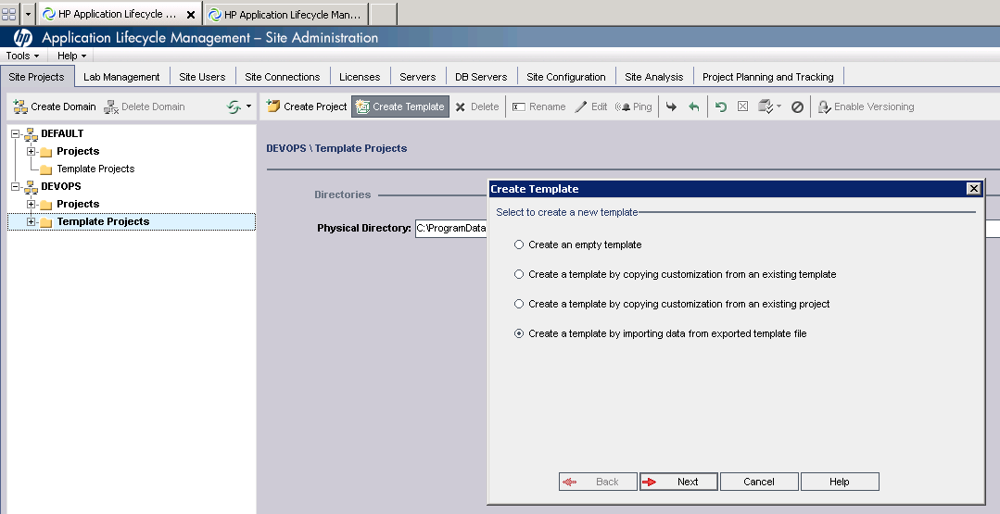 HP Application Lifecycle ...
HP Application Lifecycle Man...
hp Application Lifecycle Management – Site Administration
Tools Help
Site Projects Lab Management Site Users Site Connections Licenses Servers DB Servers Site Configuration Site Analysis Project Planning and Tracking
Create Domain Delete Domain Create Project Create Template Delete Rename Edit Ping Enable Versioning
DEFAULT
Projects
Template Projects
DEVOPS
Projects
Template Projects
DEVOPS \ Template Projects
Directories
Physical Directory: C:\ProgramData
Create Template
Select to create a new template
Create an empty template
Create a template by copying customization from an existing template
Create a template by copying customization from an existing project
Create a template by importing data from exported template file
Back Next Cancel Help